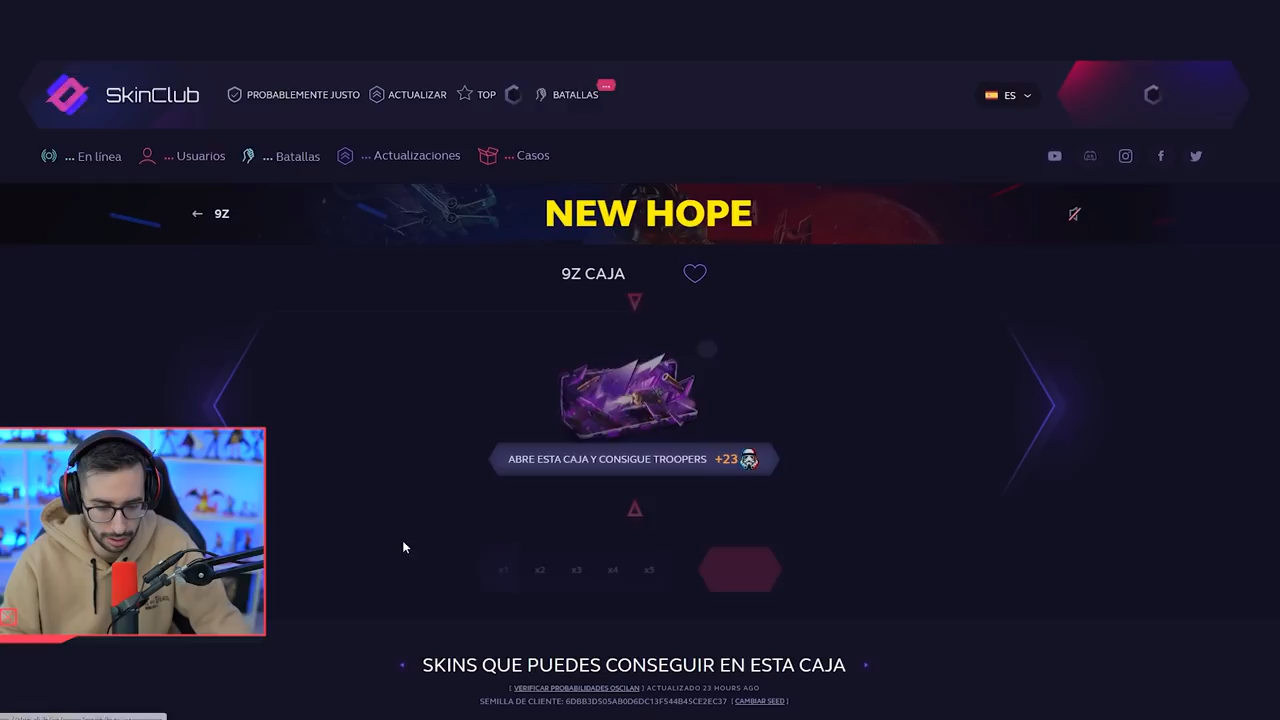 SKINCLUB
PROBABLEMENTE JUSTO
ACTUALIZAR
TOP
BATALLAS
...
ES
... En línea
... Usuarios
... Batallas
... Actualizaciones
... Casos
← 9Z
NEW HOPE
9Z CAJA
ABRE ESTA CAJA Y CONSIGUE TROOPERS +23
x1 x2 x3 x4 x5
SKINS QUE PUEDES CONSEGUIR EN ESTA CAJA
[ VERIFICAR PROBABILIDADES OSCILAN ] ACTUALIZADO 23 HOURS AGO
SEMILLA DE CLIENTE: 6DBB3D505AB0D6DC13F544B45CE2EC37 [ CAMBIAR SEED ]